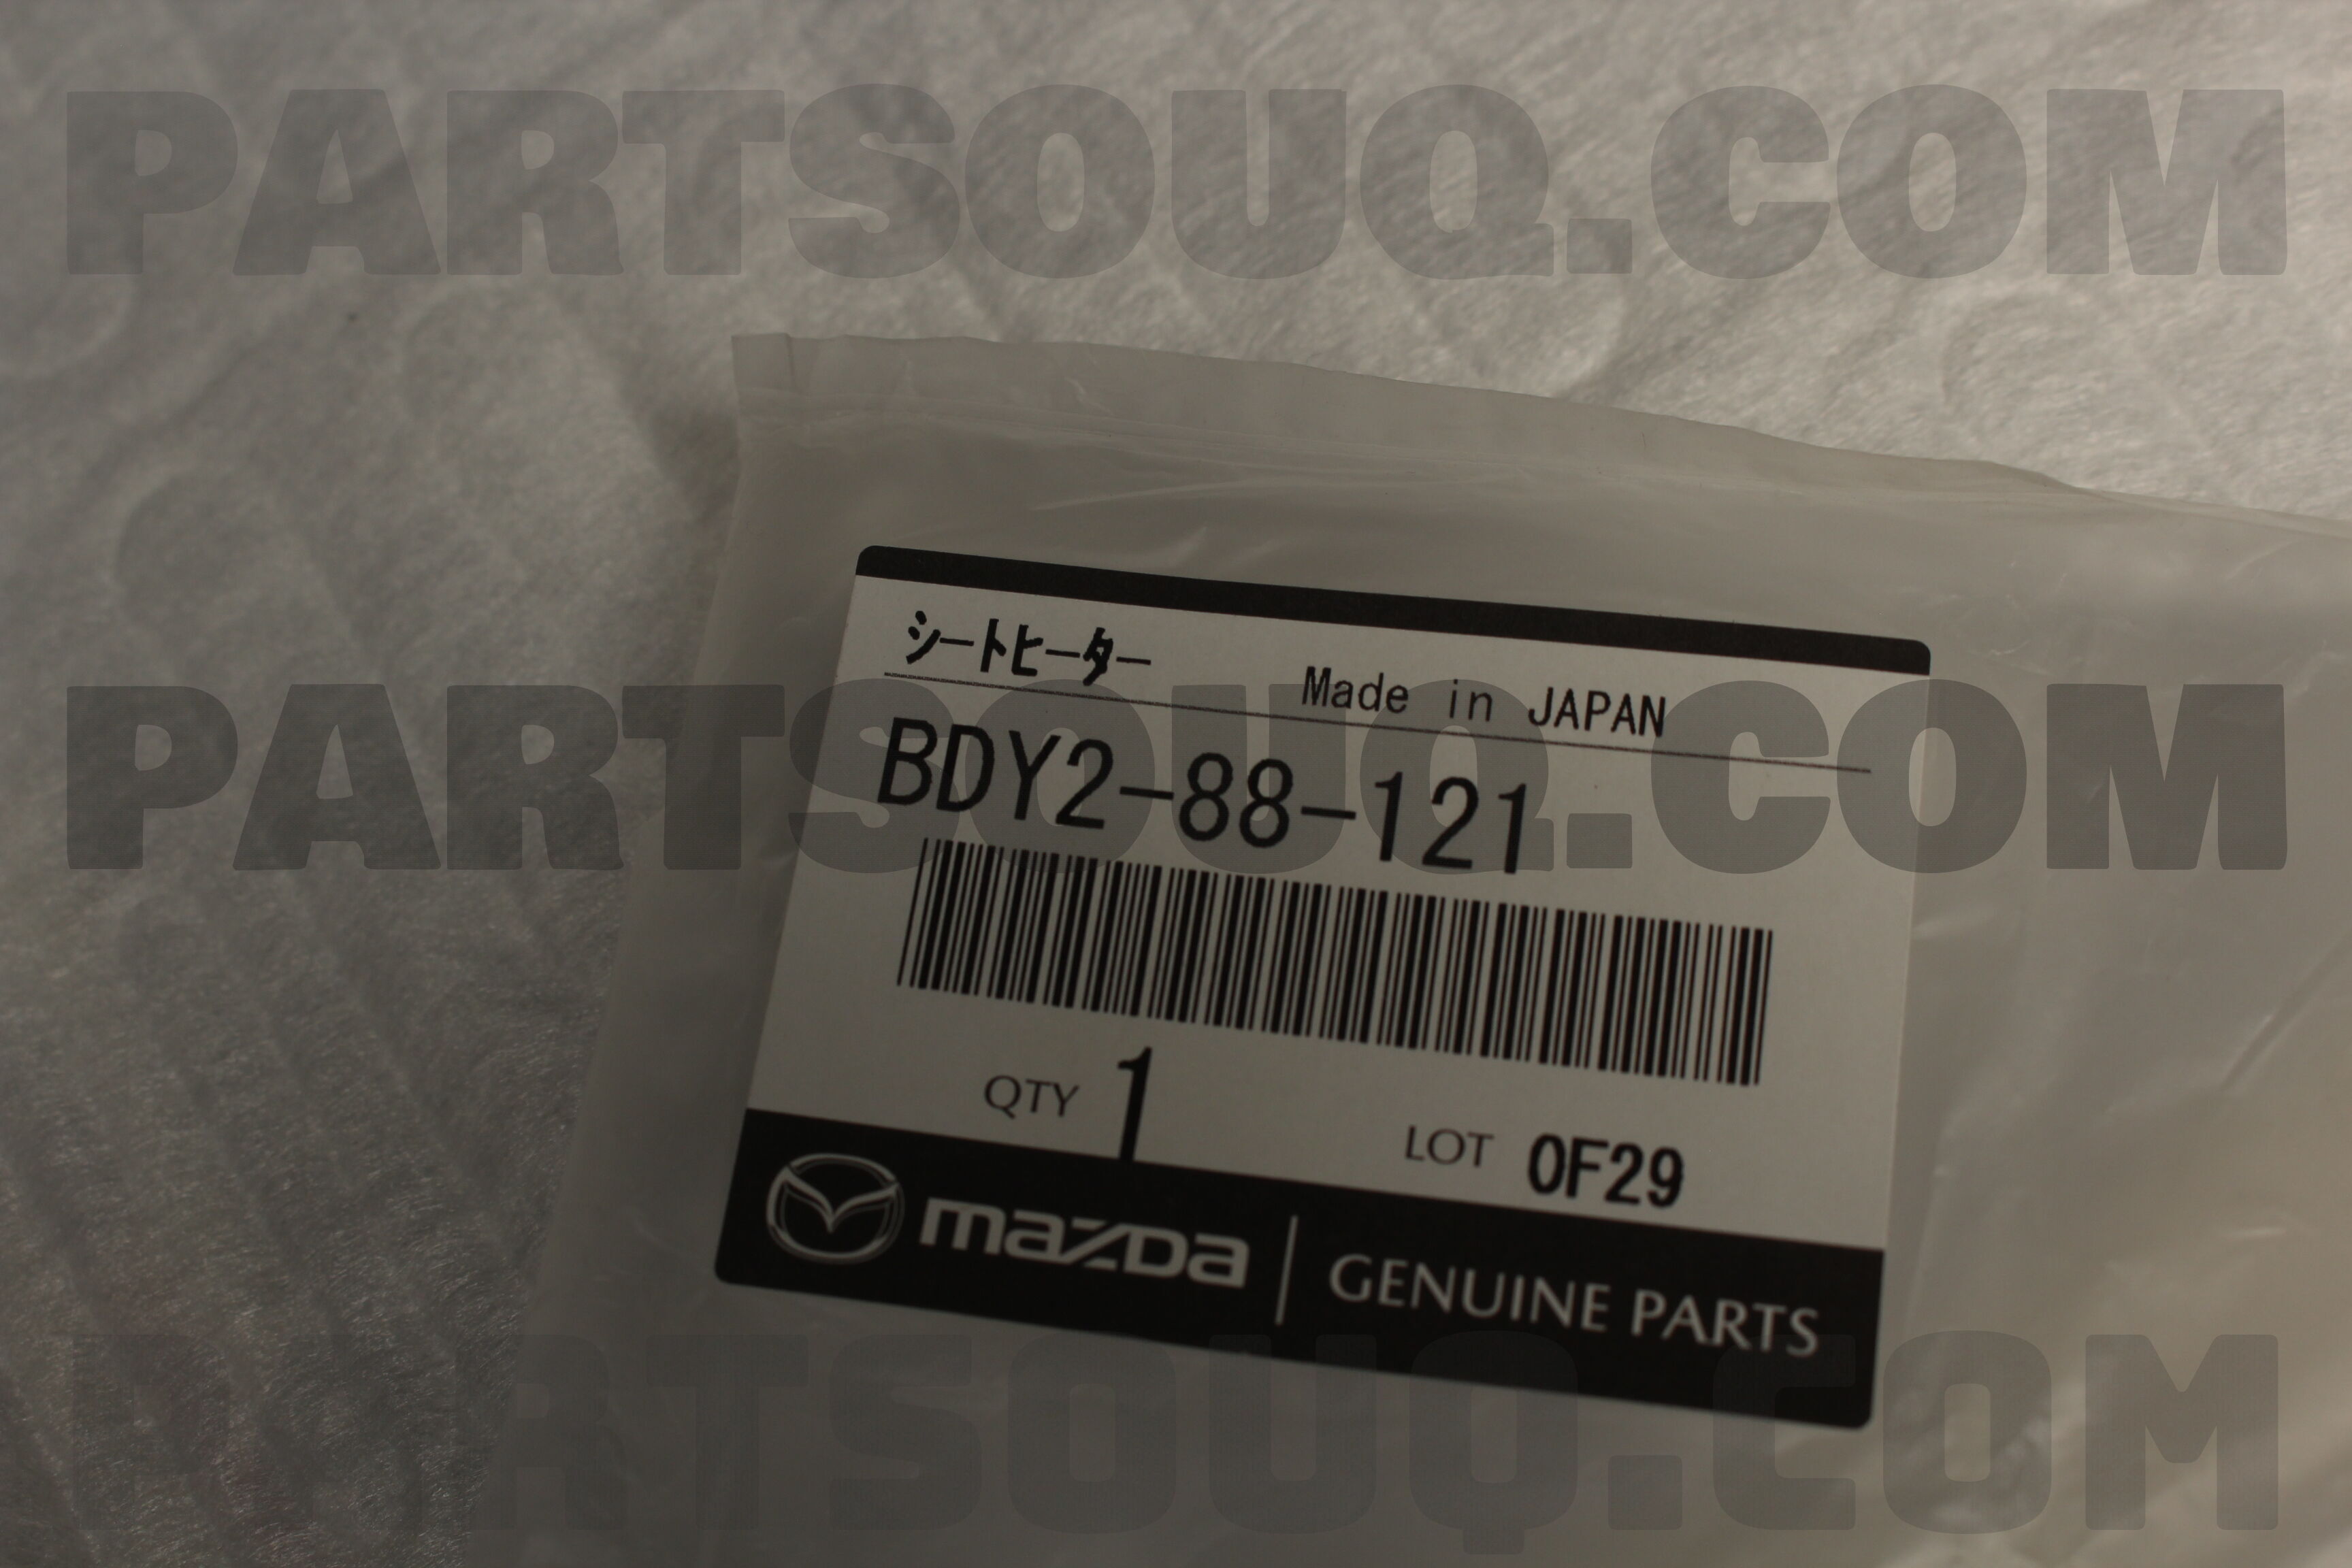 PARTSOUQ.COM
シートヒーター Made in JAPAN
PARTSOUQ.COM
BDY2-88-121
QTY 1 LOT 0F29
mazda GENUINE PARTS
PARTSOUQ.COM